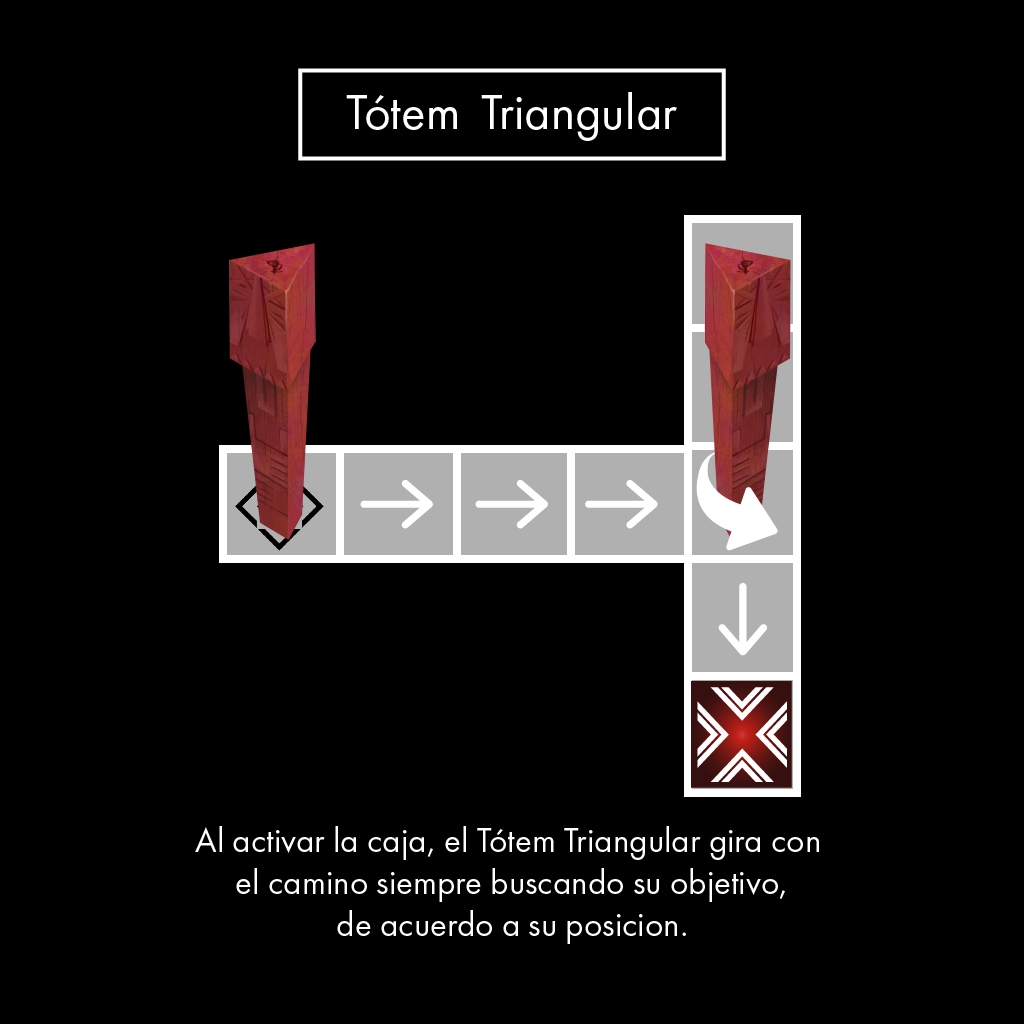 Tótem Triangular
Al activar la caja, el Tótem Triangular gira con
el camino siempre buscando su objetivo,
de acuerdo a su posicion.